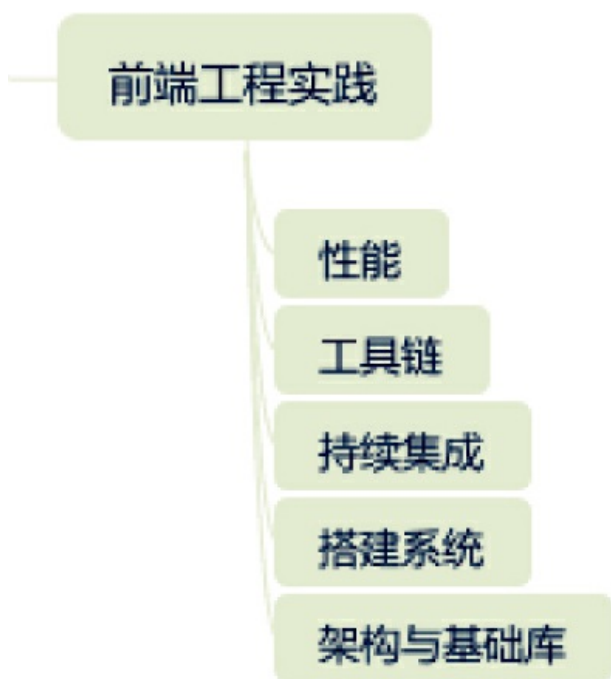 前端工程实践
性能
工具链
持续集成
搭建系统
架构与基础库